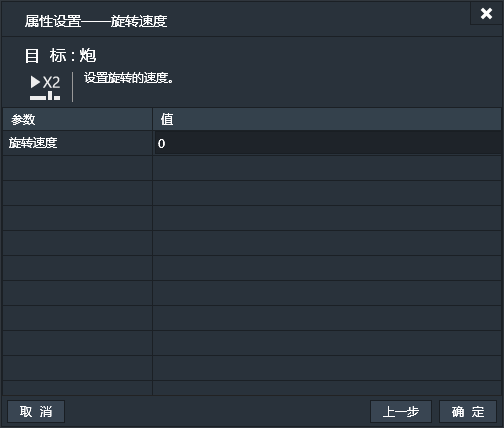 属性设置——旋转速度
目 标 : 炮
X2
设置旋转的速度。
参数 值
旋转速度 0
取 消 上一步 确 定